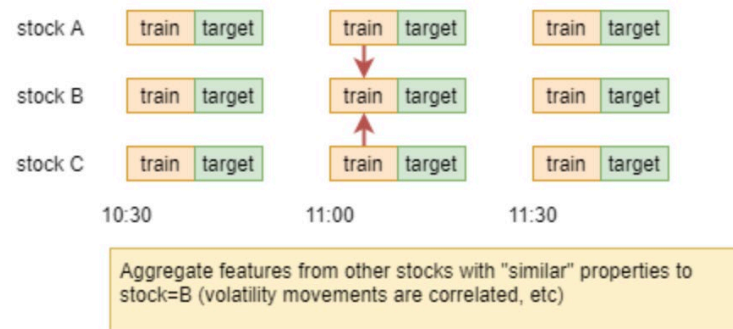 stock A train target train target train target
stock B train target train target train target
stock C train target train target train target
10:30 11:00 11:30
Aggregate features from other stocks with "similar" properties to
stock=B (volatility movements are correlated, etc)